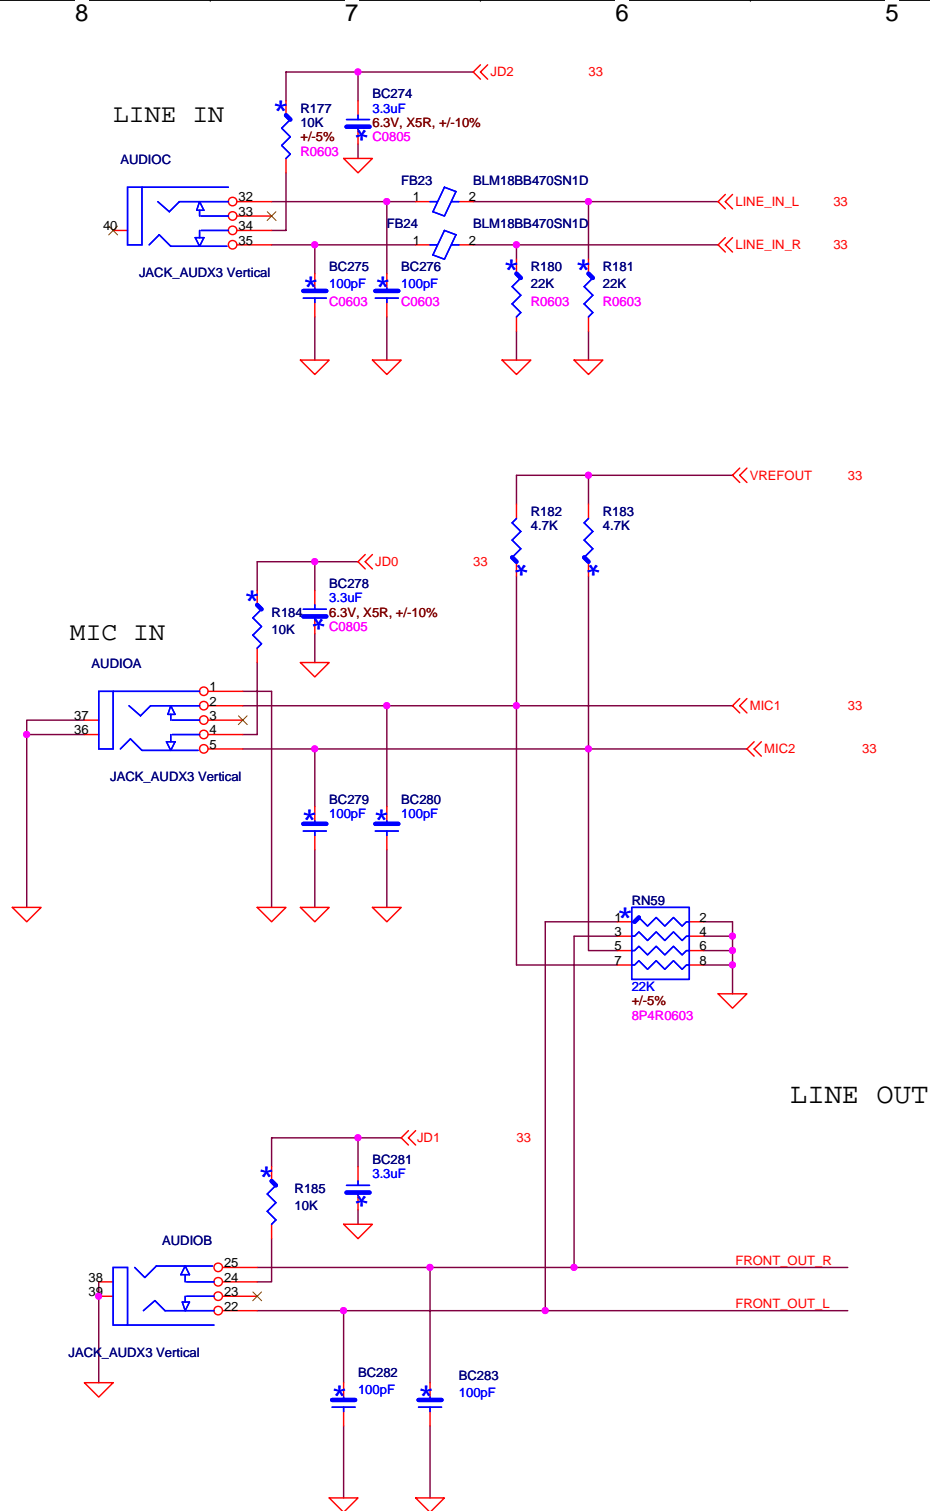 8 7 6 5
JD2 33
LINE IN
R177
10K
+/-5%
R0603
BC274
3.3uF
6.3V, X5R, +/-10%
C0805
AUDIOC
FB23 BLM18BB470SN1D
32 1 2 LINE_IN_L 33
33
40 34 FB24 BLM18BB470SN1D
35 1 2 LINE_IN_R 33
JACK_AUDX3 Vertical
BC275
100pF
C0603
BC276
100pF
C0603
R180
22K
R0603
R181
22K
R0603
VREFOUT 33
R182
4.7K
R183
4.7K
JD0 33
BC278
3.3uF
6.3V, X5R, +/-10%
C0805
R184
10K
MIC IN
AUDIOA
1
2 MIC1 33
37 3
36 4
5 MIC2 33
JACK_AUDX3 Vertical
BC279
100pF
BC280
100pF
RN59
1 2
3 4
5 6
7 8
22K
+/-5%
8P4R0603
LINE OUT
JD1 33
BC281
3.3uF
R185
10K
AUDIOB
25 FRONT_OUT_R
38 24
39 23
22 FRONT_OUT_L
JACK_AUDX3 Vertical
BC282
100pF
BC283
100pF